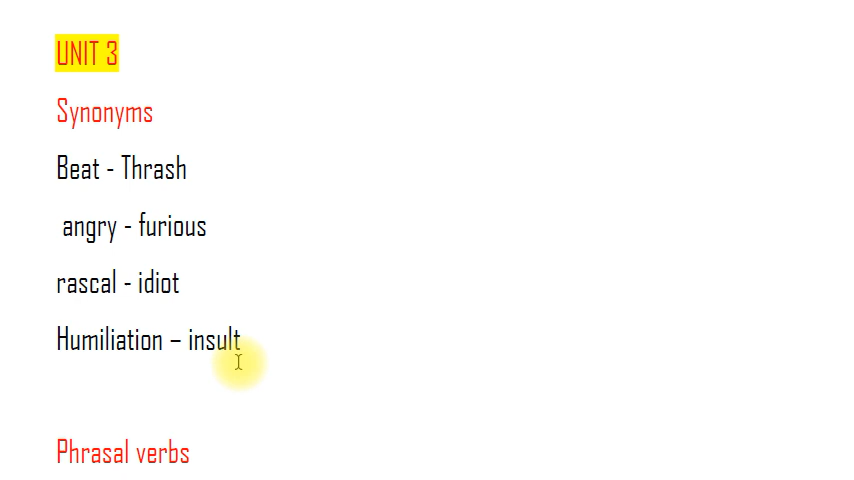 UNIT 3
Synonyms
Beat - Thrash
angry - furious
rascal - idiot
Humiliation – insult
Phrasal verbs